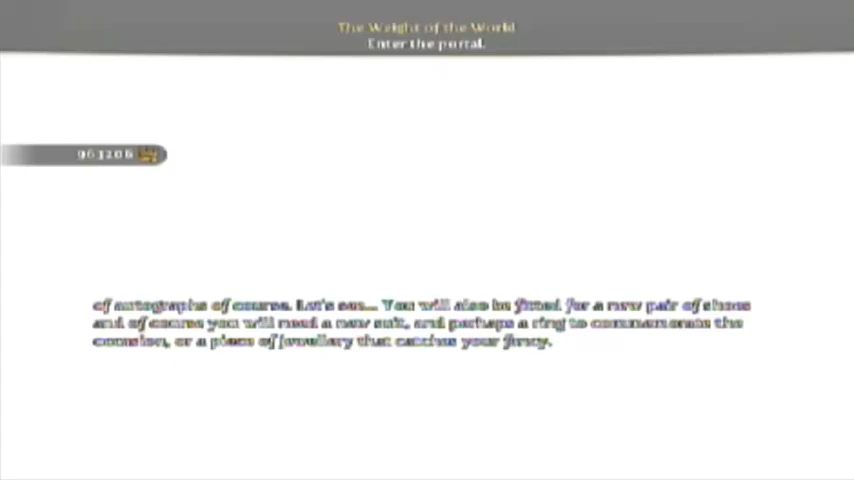 The Weight of the World
Enter the portal.
963206
of autographs of course. Let's see... You will also be fitted for a new pair of shoes
and of course you will need a new suit, and perhaps a ring to commemorate the
occasion, or a piece of jewellery that catches your fancy.